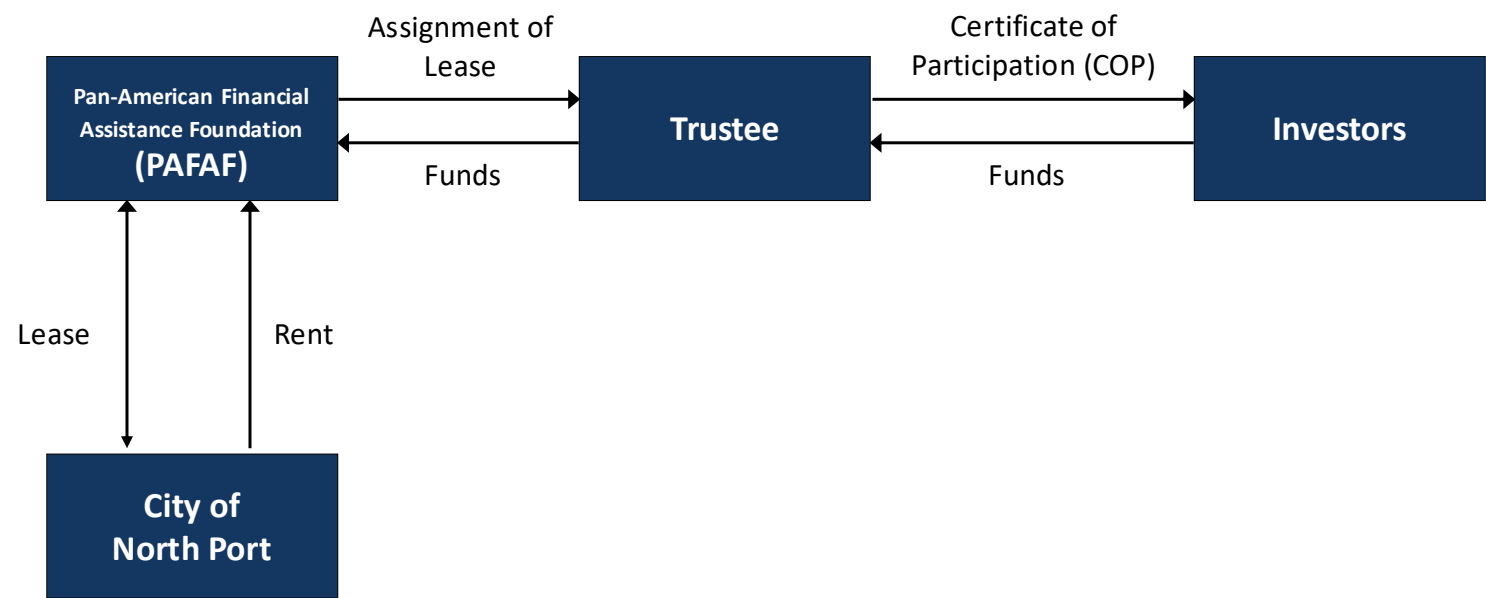 Assignment of
Lease
Certificate of
Participation (COP)
Pan-American Financial
Assistance Foundation
(PAFAF)
Trustee
Investors
Funds
Funds
Lease
Rent
City of
North Port